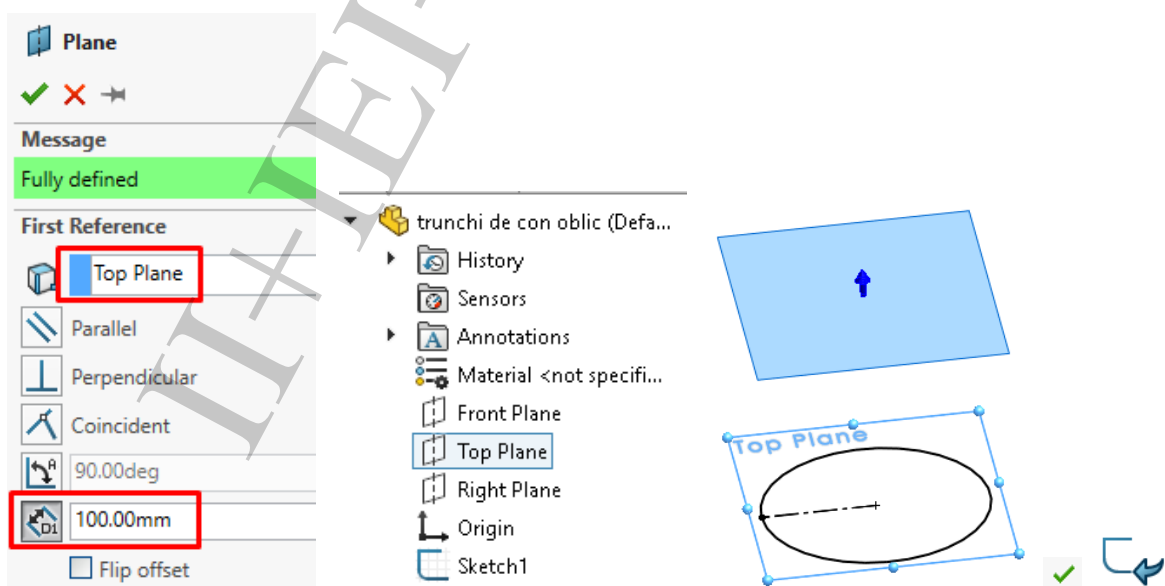 Plane
Message
Fully defined
First Reference
Top Plane
Parallel
Perpendicular
Coincident
90.00deg
D1
100.00mm
Flip offset
trunchi de con oblic (Defa...
History
Sensors
A
Annotations
Material <not specifi...
Front Plane
Top Plane
Right Plane
Origin
Sketch1
Top Plane